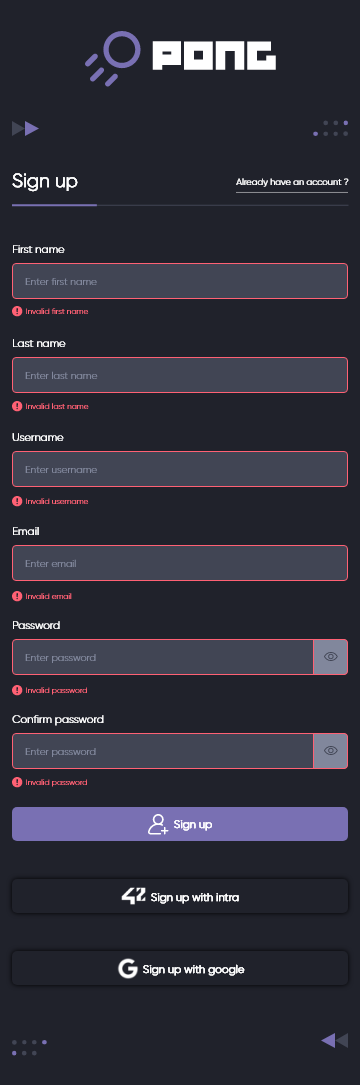 PONG
Sign up
Already have an account ?
First name
Enter first name
Invalid first name
Last name
Enter last name
Invalid last name
Username
Enter username
Invalid username
Email
Enter email
Invalid email
Password
Enter password
Invalid password
Confirm password
Enter password
Invalid password
Sign up
42 Sign up with intra
G Sign up with google